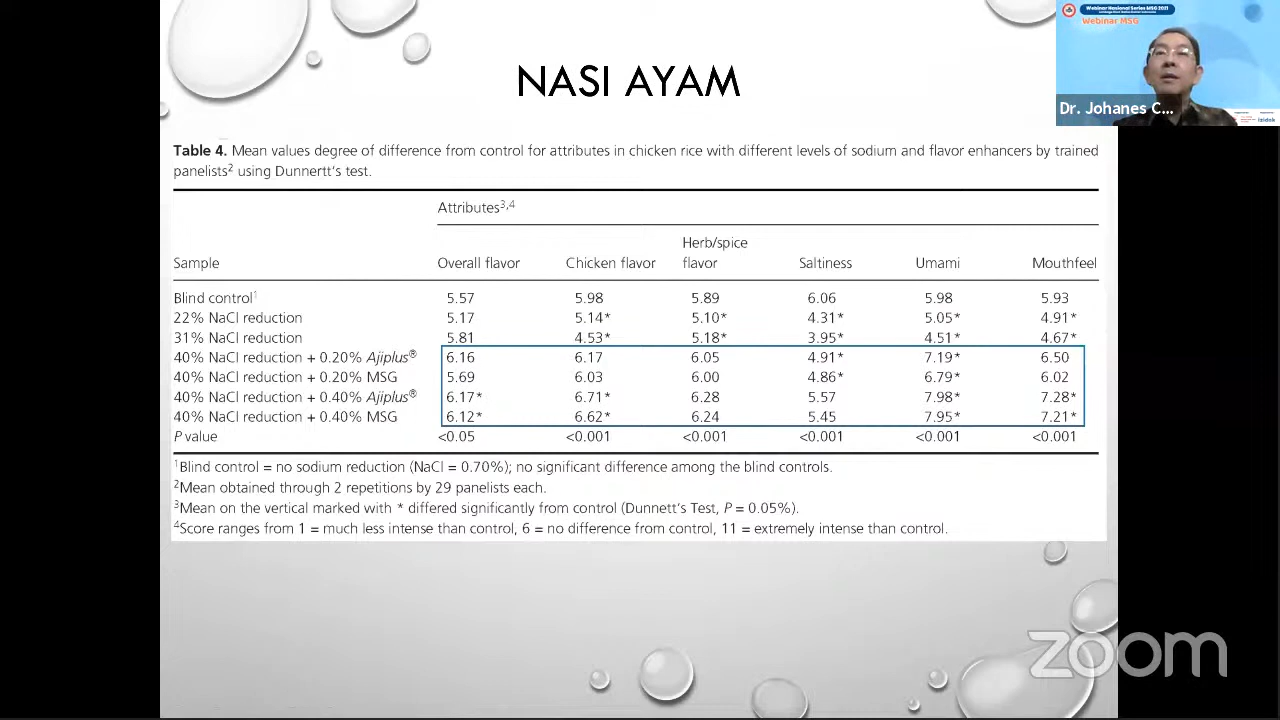 Webinar Nasional Series MSG 2021
Webinar MSG
Dr. Johanes C...
NASI AYAM
Table 4. Mean values degree of difference from control for attributes in chicken rice with different levels of sodium and flavor enhancers by trained
panelists2 using Dunnertt's test.
Attributes3,4
Sample Overall flavor Chicken flavor Herb/spice flavor Saltiness Umami Mouthfeel
Blind control1 5.57 5.98 5.89 6.06 5.98 5.93
22% NaCl reduction 5.17 5.14* 5.10* 4.31* 5.05* 4.91*
31% NaCl reduction 5.81 4.53* 5.18* 3.95* 4.51* 4.67*
40% NaCl reduction + 0.20% Ajiplus® 6.16 6.17 6.05 4.91* 7.19* 6.50
40% NaCl reduction + 0.20% MSG 5.69 6.03 6.00 4.86* 6.79* 6.02
40% NaCl reduction + 0.40% Ajiplus® 6.17* 6.71* 6.28 5.57 7.98* 7.28*
40% NaCl reduction + 0.40% MSG 6.12* 6.62* 6.24 5.45 7.95* 7.21*
P value <0.05 <0.001 <0.001 <0.001 <0.001 <0.001
1Blind control = no sodium reduction (NaCl = 0.70%); no significant difference among the blind controls.
2Mean obtained through 2 repetitions by 29 panelists each.
3Mean on the vertical marked with * differed significantly from control (Dunnett's Test, P = 0.05%).
4Score ranges from 1 = much less intense than control, 6 = no difference from control, 11 = extremely intense than control.
zoom